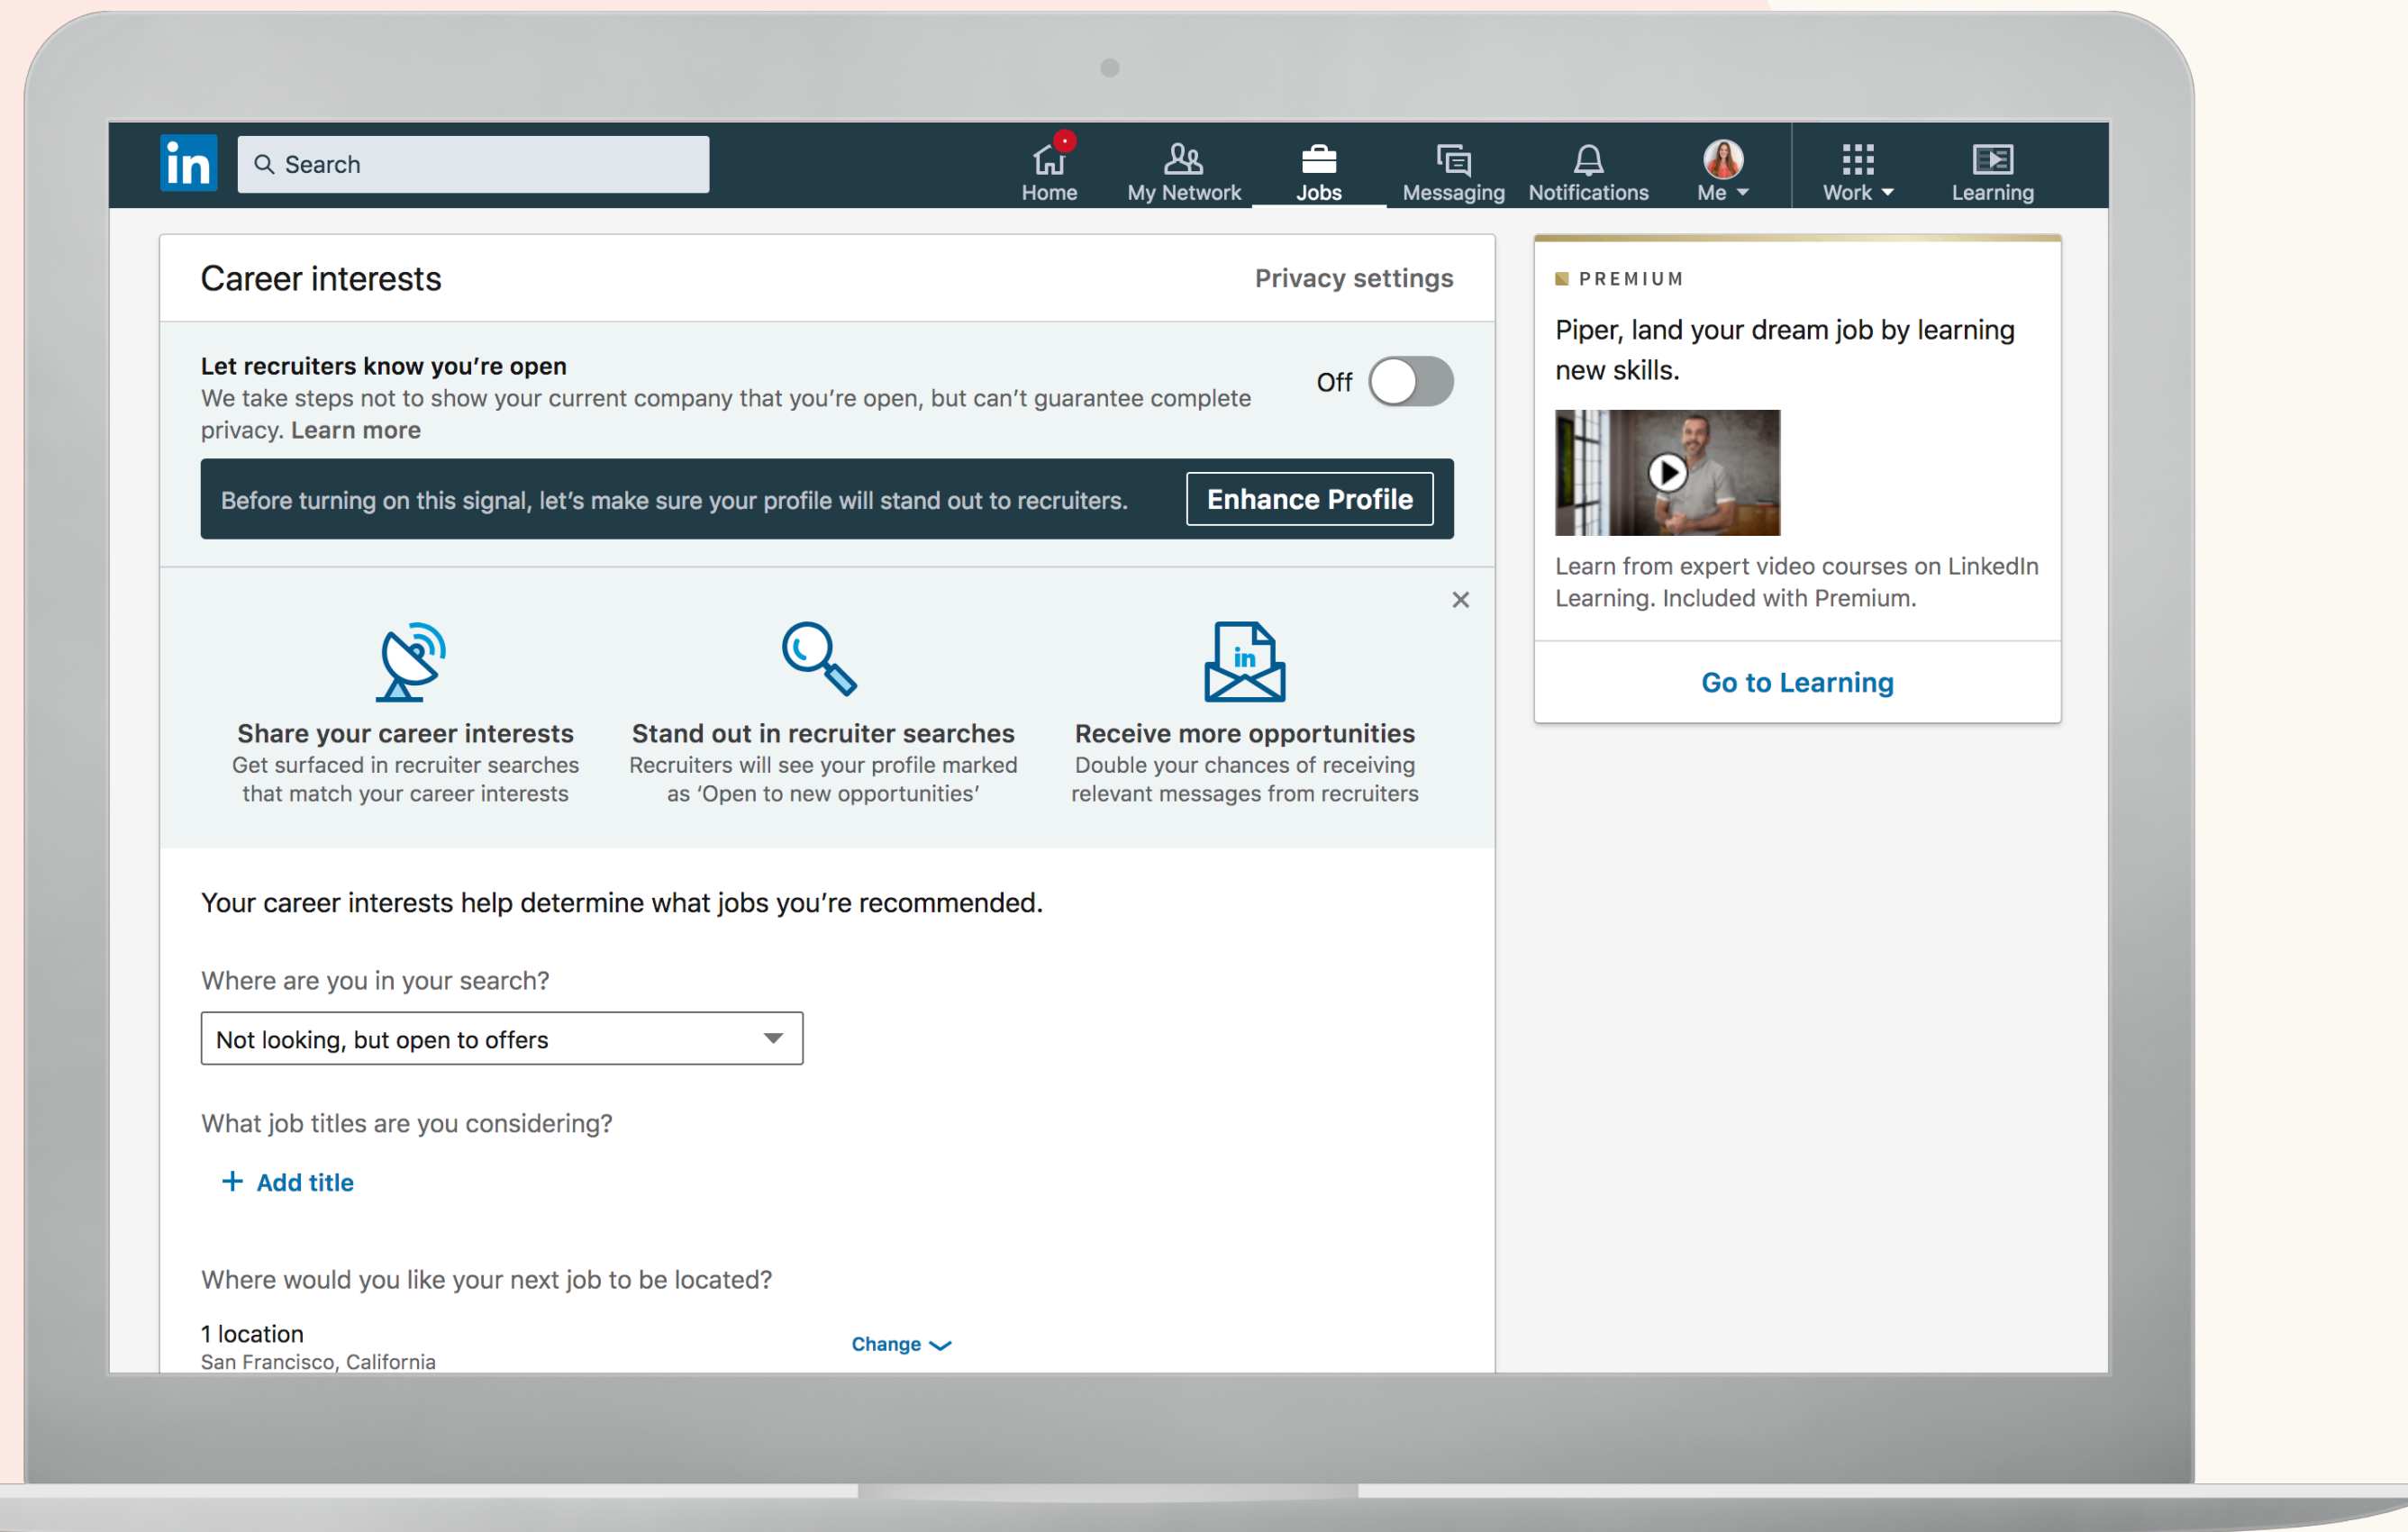 in
Search
Home
My Network
Jobs
Messaging
Notifications
Me
Work
Learning
Career interests
Privacy settings
Let recruiters know you’re open
We take steps not to show your current company that you’re open, but can’t guarantee complete
privacy. Learn more
Off
Before turning on this signal, let’s make sure your profile will stand out to recruiters.
Enhance Profile
in
Share your career interests
Get surfaced in recruiter searches
that match your career interests
Stand out in recruiter searches
Recruiters will see your profile marked
as ‘Open to new opportunities’
Receive more opportunities
Double your chances of receiving
relevant messages from recruiters
Your career interests help determine what jobs you’re recommended.
Where are you in your search?
Not looking, but open to offers
What job titles are you considering?
+ Add title
Where would you like your next job to be located?
1 location
San Francisco, California
Change
PREMIUM
Piper, land your dream job by learning
new skills.
Learn from expert video courses on LinkedIn
Learning. Included with Premium.
Go to Learning